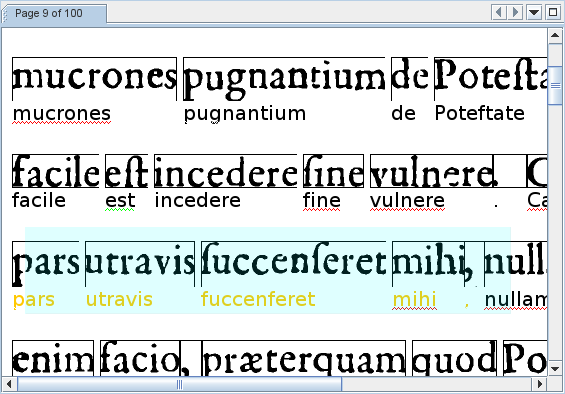 Page 9 of 100
mucrones pugnantium de Poteſta
mucrones pugnantium de Poteftate
facile eſt incedere ſine vulnere. C
facile est incedere fine vulnere . Ca
pars utravis ſuccenſeret mihi, null
pars utravis fuccenferet mihi , nullam
enim facio, præterquam quod Po